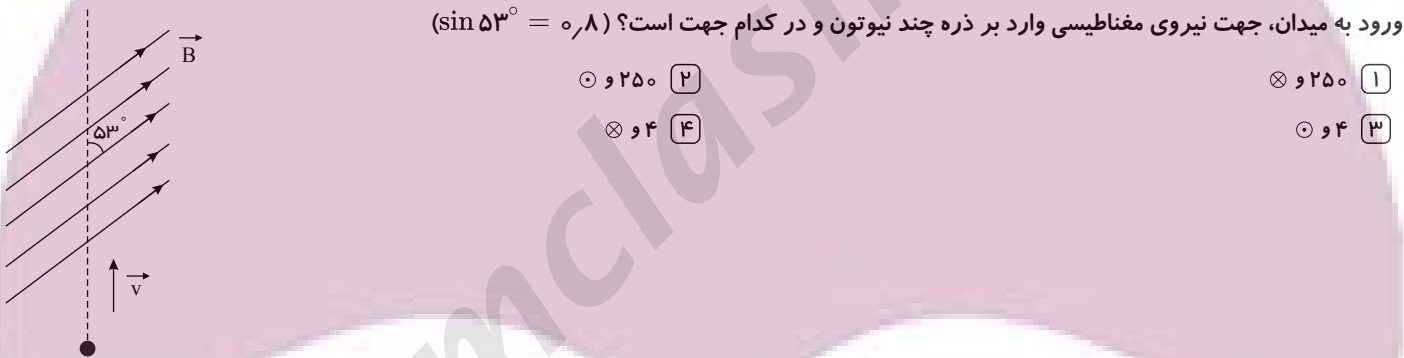 ورود به میدان، جهت نیروی مغناطیسی وارد بر ذره چند نیوتون و در کدام جهت است؟ (sin ۵۳° = ۰٫۸)
۱ ۲۵۰ و ⊗
۲ ۲۵۰ و ⊙
۳ ۴ و ⊙
۴ ۴ و ⊗
B
۵۳°
v
mclas